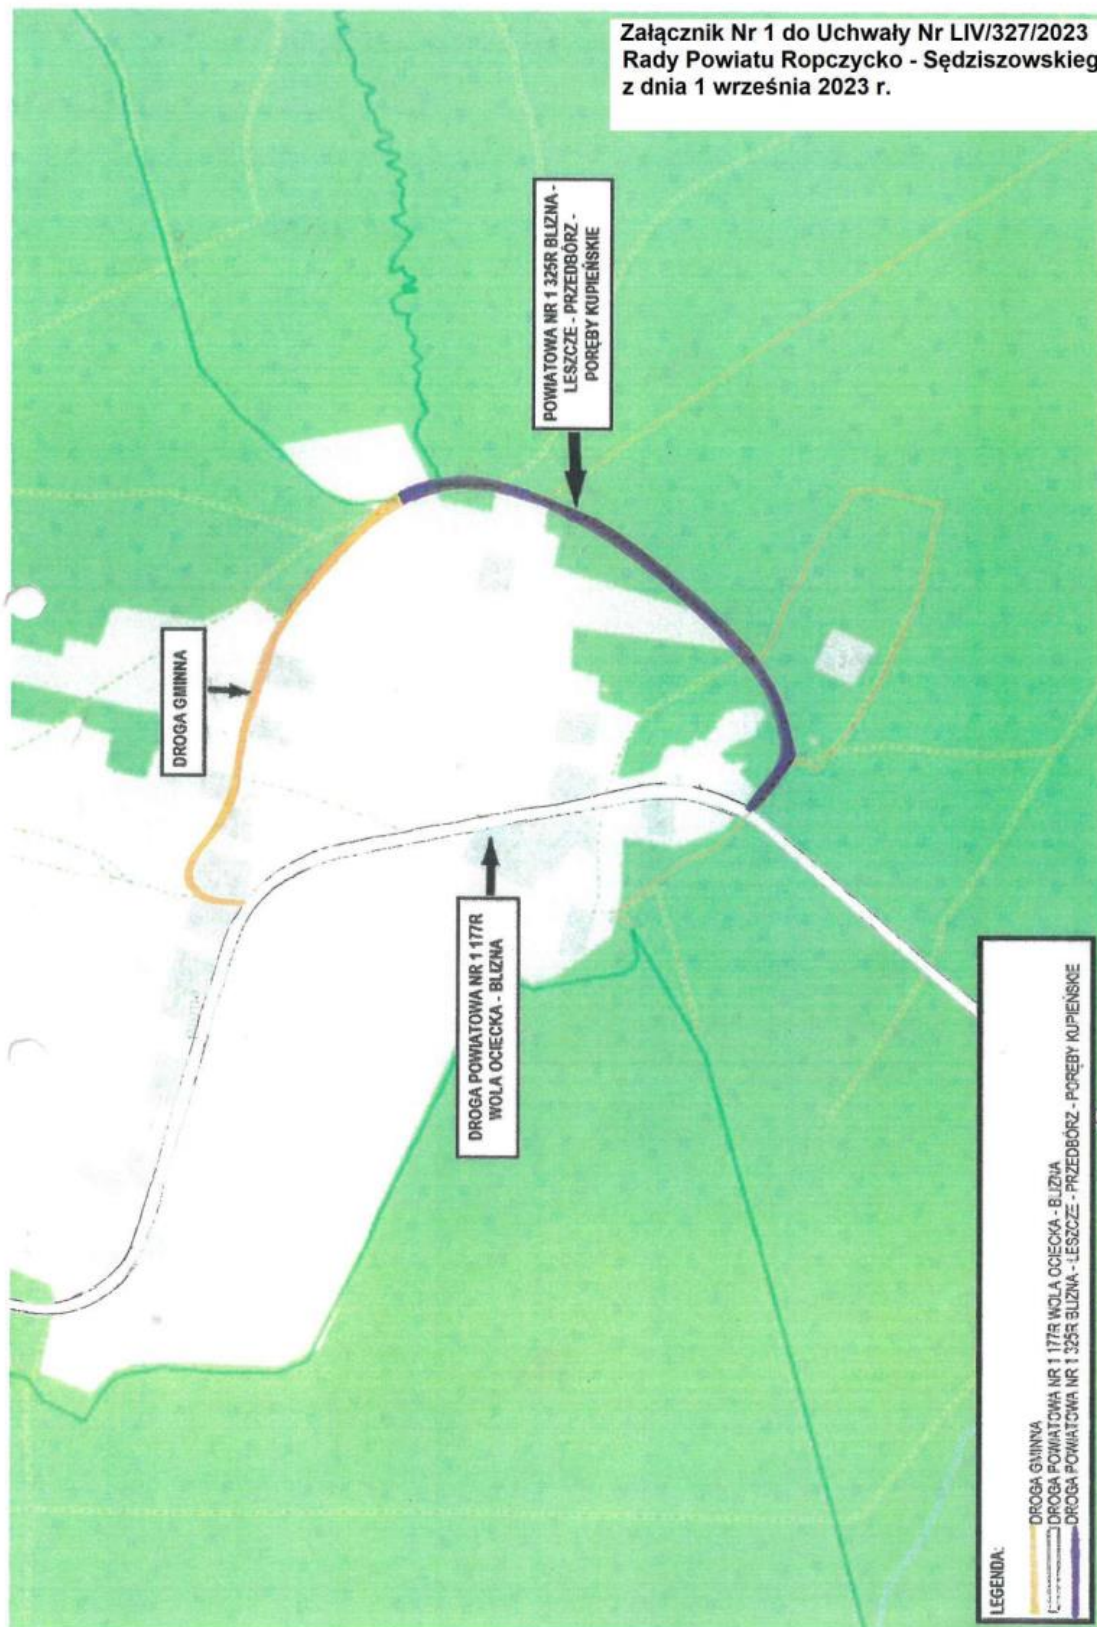 Załącznik Nr 1 do Uchwały Nr LIV/327/2023
Rady Powiatu Ropczycko - Sędziszowskieg
z dnia 1 września 2023 r.
POWIATOWA NR 1 325R BLIZNA -
LESZCZE - PRZEDBÓRZ -
PORĘBY KUPIEŃSKIE
DROGA GMINNA
DROGA POWIATOWA NR 1 177R
WOLA OCIECKA - BLIZNA
LEGENDA:
DROGA GMINNA
DROGA POWIATOWA NR 1 177R WOLA OCIECKA - BLIZNA
DROGA POWIATOWA NR 1 325R BLIZNA - LESZCZE - PRZEDBÓRZ - PORĘBY KUPIEŃSKIE